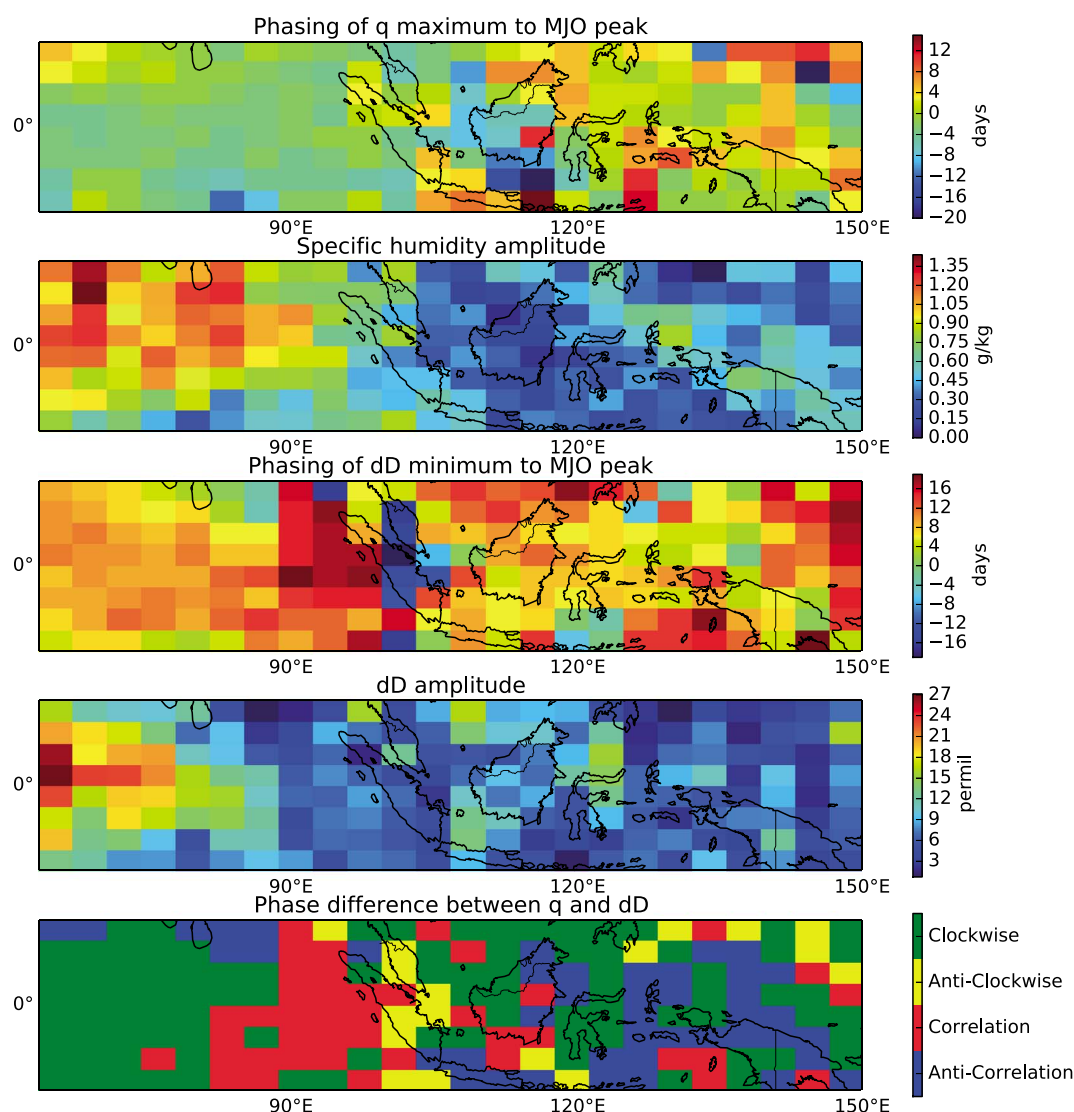 Phasing of q maximum to MJO peak
0°
90°E 120°E 150°E
12
8
4
0
−4
−8
−12
−16
−20
days
Specific humidity amplitude
0°
90°E 120°E 150°E
1.35
1.20
1.05
0.90
0.75
0.60
0.45
0.30
0.15
0.00
g/kg
Phasing of dD minimum to MJO peak
0°
90°E 120°E 150°E
16
12
8
4
0
−4
−8
−12
−16
days
dD amplitude
0°
90°E 120°E 150°E
27
24
21
18
15
12
9
6
3
permil
Phase difference between q and dD
0°
90°E 120°E 150°E
Clockwise
Anti-Clockwise
Correlation
Anti-Correlation